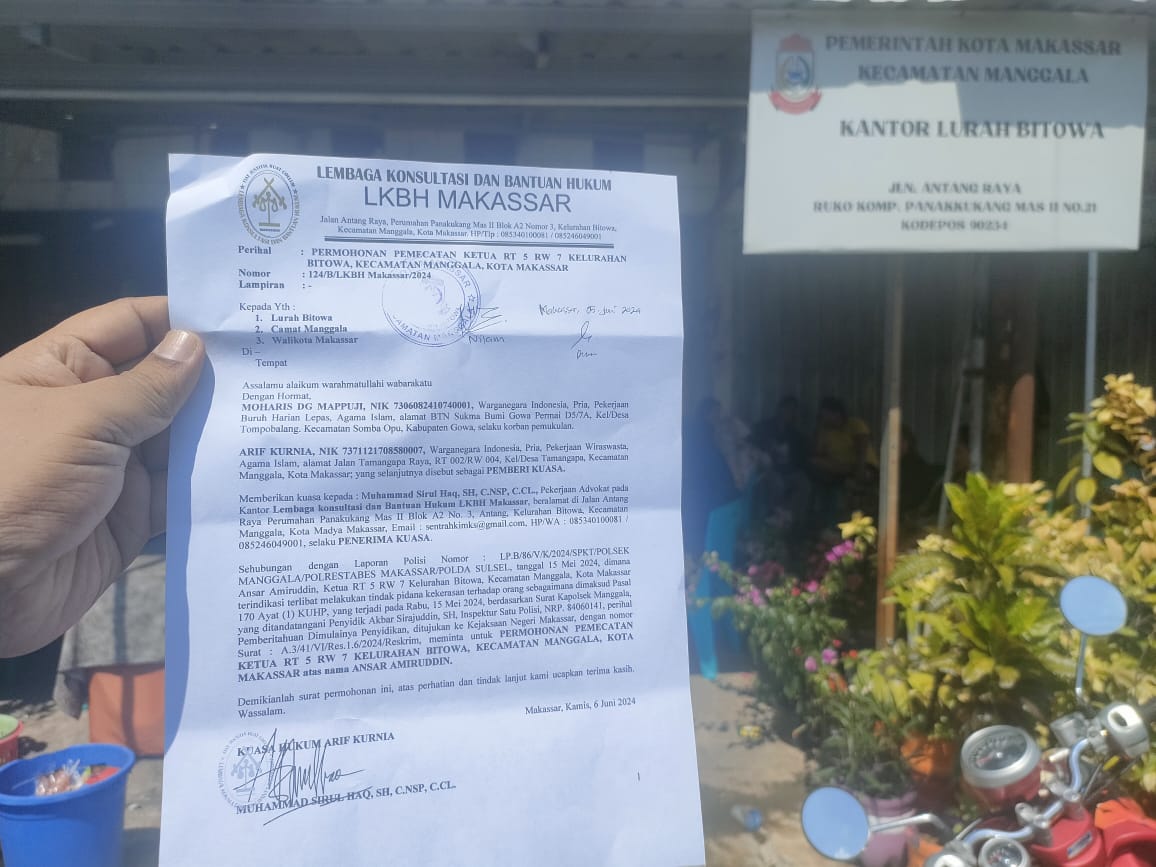 PEMERINTAH KOTA MAKASSAR
KECAMATAN MANGGALA
KANTOR LURAH BITOWA
JLN. ANTANG RAYA
RUKO KOMP. PANAKKUKANG MAS II NO.21
KODEPOS 90234
LEMBAGA KONSULTASI DAN BANTUAN HUKUM
LKBH MAKASSAR
Jalan Antang Raya, Perumahan Panakukang Mas II Blok A2 Nomor 3, Kelurahan Bitowa,
Kecamatan Manggala, Kota Makassar. HP/Tlp : 085340100081 / 085246049001
Perihal : PERMOHONAN PEMECATAN KETUA RT 5 RW 7 KELURAHAN
BITOWA, KECAMATAN MANGGALA, KOTA MAKASSAR
Nomor : 124/B/LKBH Makassar/2024
Lampiran : -
Kepada Yth :
1. Lurah Bitowa
2. Camat Manggala
3. Walikota Makassar
Di –
Tempat
Makassar, 05 Juni 2024
Assalamu alaikum warahmatullahi wabarakatu
Dengan Hormat,
MOHARIS DG MAPPUJI, NIK 7306082410740001, Warganegara Indonesia, Pria, Pekerjaan
Buruh Harian Lepas, Agama Islam, alamat BTN Sukma Bumi Gowa Permai D5/7A, Kel/Desa
Tompobalang. Kecamatan Somba Opu, Kabupaten Gowa, selaku korban pemukulan.
ARIF KURNIA, NIK 7371121708580007, Warganegara Indonesia, Pria, Pekerjaan Wiraswasta,
Agama Islam, alamat Jalan Tamangapa Raya, RT 002/RW 004, Kel/Desa Tamangapa, Kecamatan
Manggala, Kota Makassar; yang selanjutnya disebut sebagai PEMBERI KUASA.
Memberikan kuasa kepada : Muhammad Sirul Haq, SH, C.NSP, C.CL., Pekerjaan Advokat pada
Kantor Lembaga konsultasi dan Bantuan Hukum LKBH Makassar, beralamat di Jalan Antang
Raya Perumahan Panakukang Mas II Blok A2 No. 3, Antang, Kelurahan Bitowa, Kecamatan
Manggala, Kota Madya Makassar, Email : sentrahkimks@gmail.com, HP/WA : 085340100081 /
085246049001, selaku PENERIMA KUASA.
Sehubungan dengan Laporan Polisi Nomor : LP.B/86/V/K/2024/SPKT/POLSEK
MANGGALA/POLRESTABES MAKASSAR/POLDA SULSEL, tanggal 15 Mei 2024, dimana
Ansar Amiruddin, Ketua RT 5 RW 7 Kelurahan Bitowa, Kecamatan Manggala, Kota Makassar
terindikasi terlibat melakukan tindak pidana kekerasan terhadap orang sebagaimana dimaksud Pasal
170 Ayat (1) KUHP, yang terjadi pada Rabu, 15 Mei 2024, berdasarkan Surat Kapolsek Manggala,
yang ditandatangani Penyidik Akbar Sirajuddin, SH, Inspektur Satu Polisi, NRP. 84060141, perihal
Pemberitahuan Dimulainya Penyidikan, ditujukan ke Kejaksaan Negeri Makassar, dengan nomor
Surat : A.3/41/VI/Res.1.6/2024/Reskrim, meminta untuk PERMOHONAN PEMECATAN
KETUA RT 5 RW 7 KELURAHAN BITOWA, KECAMATAN MANGGALA, KOTA
MAKASSAR atas nama ANSAR AMIRUDDIN.
Demikianlah surat permohonan ini, atas perhatian dan tindak lanjut kami ucapkan terima kasih.
Wassalam.
Makassar, Kamis, 6 Juni 2024
KUASA HUKUM ARIF KURNIA
MUHAMMAD SIRUL HAQ, SH, C.NSP, C.CL.